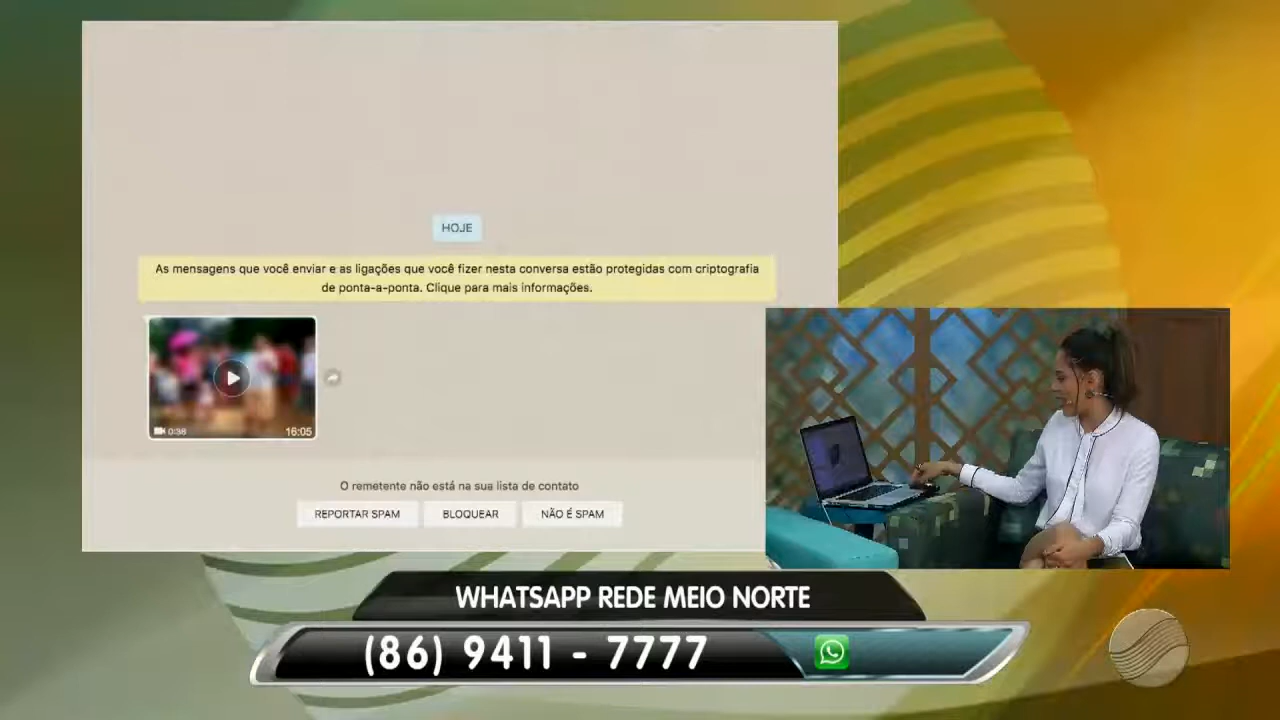 HOJE
As mensagens que você enviar e as ligações que você fizer nesta conversa estão protegidas com criptografia
de ponta-a-ponta. Clique para mais informações.
0:38
16:05
O remetente não está na sua lista de contato
REPORTAR SPAM
BLOQUEAR
NÃO É SPAM
WHATSAPP REDE MEIO NORTE
(86) 9411 - 7777